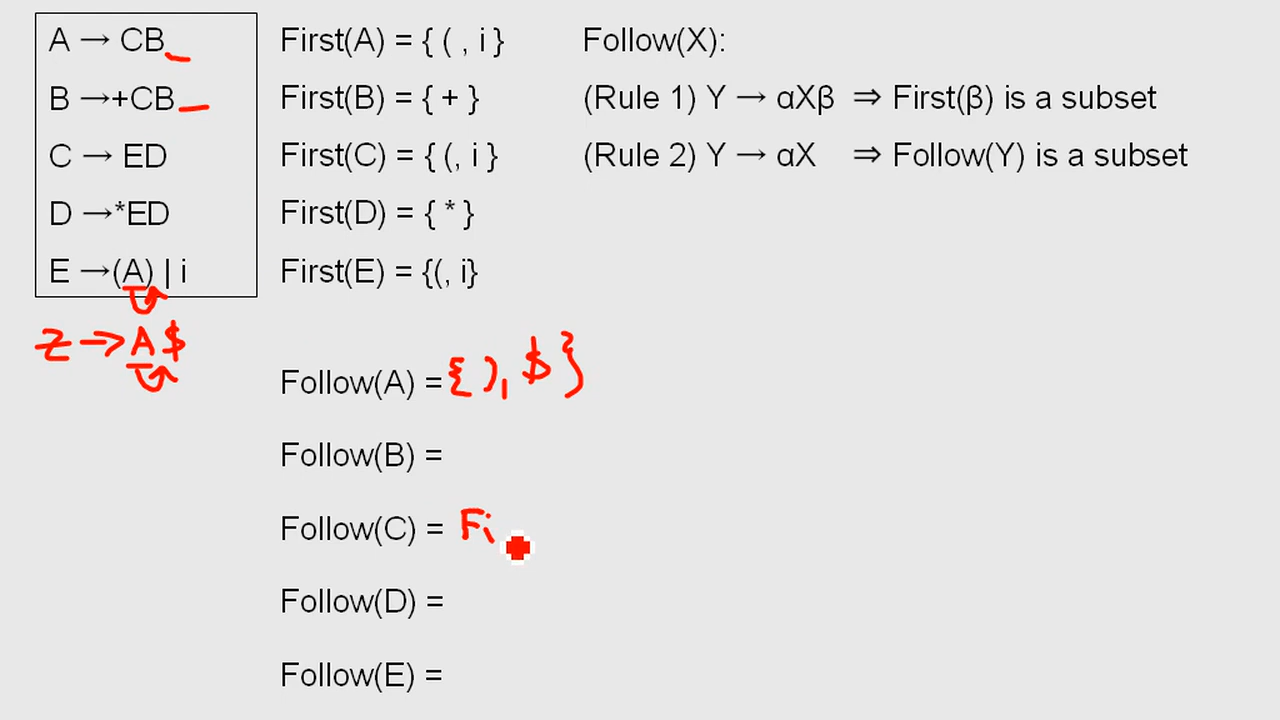 A → CB
B →+CB
C → ED
D →*ED
E →(A) | i
Z → A $
First(A) = { ( , i }
First(B) = { + }
First(C) = { (, i }
First(D) = { * }
First(E) = {(, i}
Follow(X):
(Rule 1) Y → αXβ ⇒ First(β) is a subset
(Rule 2) Y → αX ⇒ Follow(Y) is a subset
Follow(A) = { ), $ }
Follow(B) =
Follow(C) = Fi
Follow(D) =
Follow(E) =